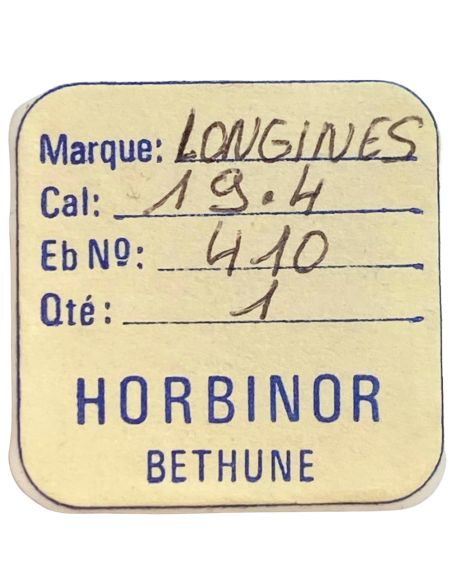 Marque: LONGINES
Cal: 19.4
Eb Nº: 410
Qté: 1
HORBINOR
BETHUNE